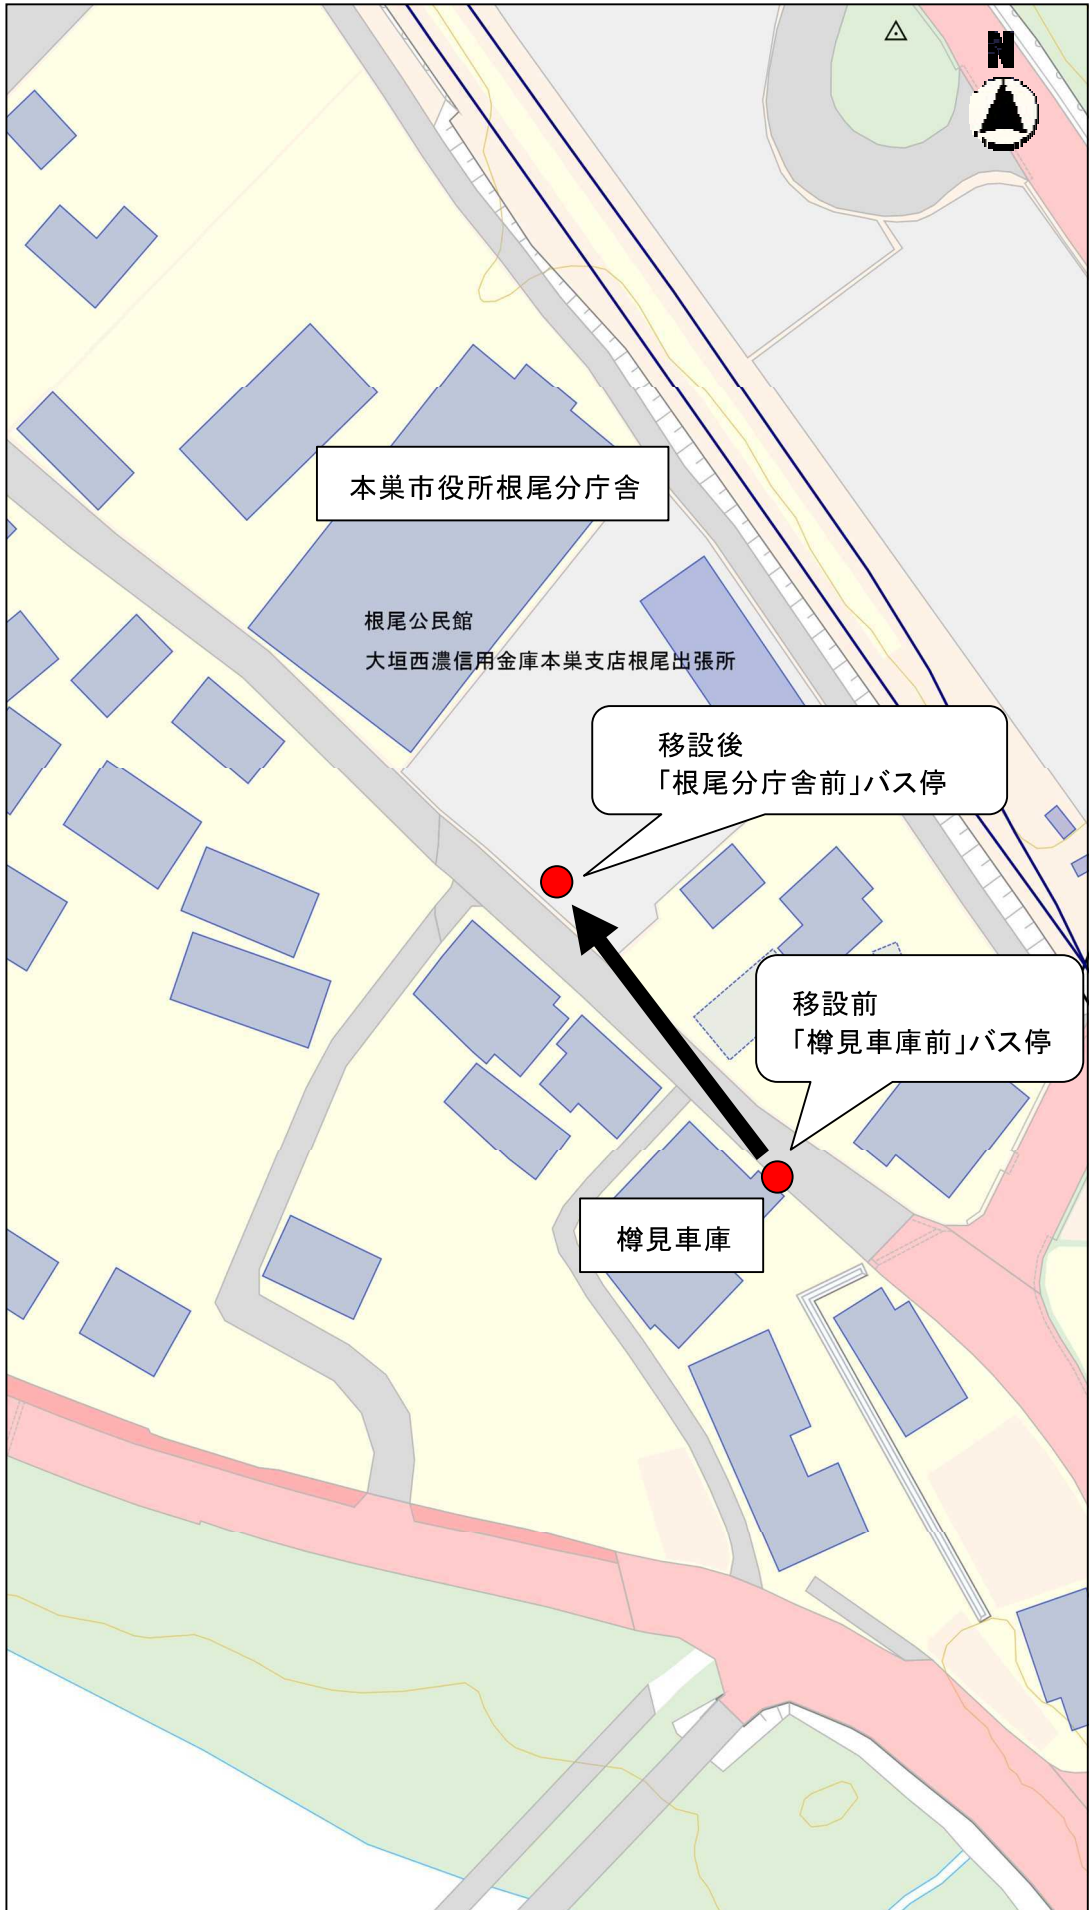 N
本巣市役所根尾分庁舎
根尾公民館
大垣西濃信用金庫本巣支店根尾出張所
移設後
「根尾分庁舎前」バス停
移設前
「樽見車庫前」バス停
樽見車庫